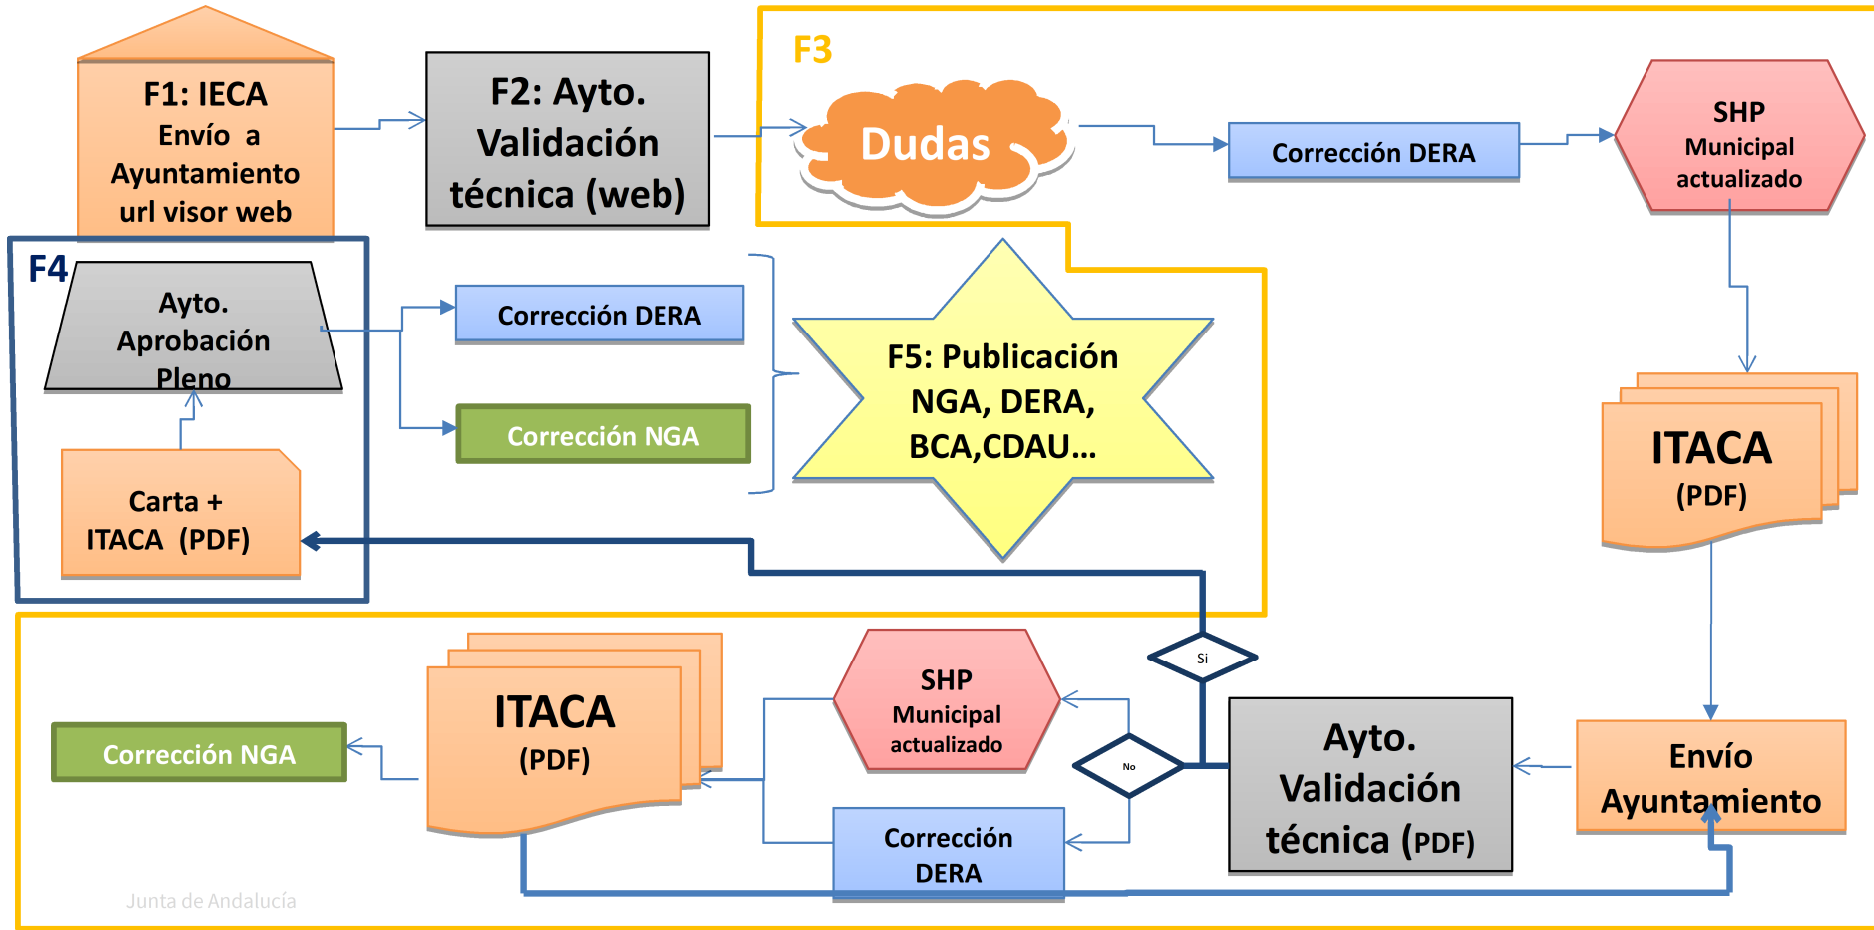 F1: IECA
Envío a
Ayuntamiento
url visor web
F2: Ayto.
Validación
técnica (web)
F3
Dudas
Corrección DERA
SHP
Municipal
actualizado
F4
Ayto.
Aprobación
Pleno
Corrección DERA
Corrección NGA
F5: Publicación
NGA, DERA,
BCA,CDAU...
ITACA
(PDF)
Carta +
ITACA (PDF)
Si
ITACA
(PDF)
SHP
Municipal
actualizado
No
Corrección NGA
Corrección
DERA
Ayto.
Validación
técnica (PDF)
Envío
Ayuntamiento
Junta de Andalucía